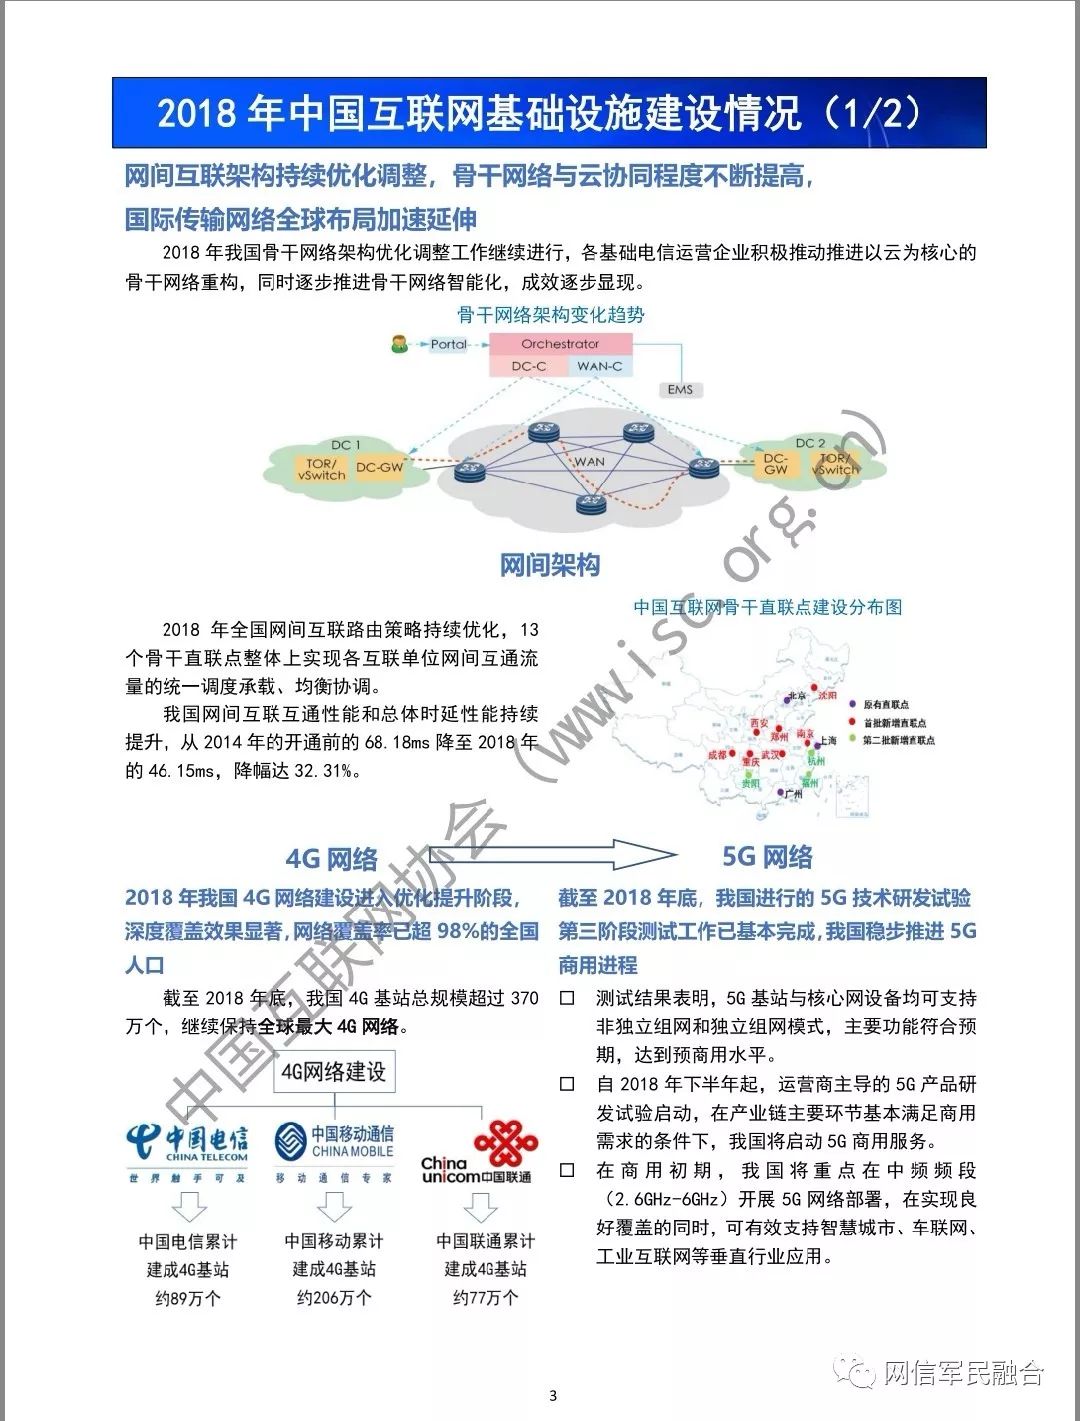 2018 年中国互联网基础设施建设情况（1/2）
网间互联架构持续优化调整，骨干网络与云协同程度不断提高，
国际传输网络全球布局加速延伸
2018 年我国骨干网络架构优化调整工作继续进行，各基础电信运营企业积极推动推进以云为核心的
骨干网络重构，同时逐步推进骨干网络智能化，成效逐步显现。
骨干网络架构变化趋势
Portal
Orchestrator
DC-C
WAN-C
EMS
DC 1
TOR/
vSwitch
DC-GW
WAN
DC 2
DC-
GW
TOR/
vSwitch
网间架构
中国互联网骨干直联点建设分布图
2018 年全国网间互联路由策略持续优化，13
个骨干直联点整体上实现各互联单位网间互通流
量的统一调度承载、均衡协调。
我国网间互联互通性能和总体时延性能持续
提升，从 2014 年的开通前的 68.18ms 降至 2018 年
的 46.15ms，降幅达 32.31%。
北京
沈阳
西安
郑州
南京
上海
成都
重庆
武汉
杭州
贵阳
福州
广州
原有直联点
首批新增直联点
第二批新增直联点
4G 网络
5G 网络
2018 年我国 4G 网络建设进入优化提升阶段，
深度覆盖效果显著，网络覆盖率已超 98%的全国
人口
截至 2018 年底，我国 4G 基站总规模超过 370
万个，继续保持全球最大 4G 网络。
4G网络建设
中国电信
CHINA TELECOM
世界触手可及
中国移动通信
CHINA MOBILE
移动通信专家
China
unicom中国联通
中国电信累计
建成4G基站
约89万个
中国移动累计
建成4G基站
约206万个
中国联通累计
建成4G基站
约77万个
截至 2018 年底，我国进行的 5G 技术研发试验
第三阶段测试工作已基本完成，我国稳步推进 5G
商用进程
测试结果表明，5G 基站与核心网设备均可支持
非独立组网和独立组网模式，主要功能符合预
期，达到预商用水平。
自 2018 年下半年起，运营商主导的 5G 产品研
发试验启动，在产业链主要环节基本满足商用
需求的条件下，我国将启动 5G 商用服务。
在商用初期，我国将重点在中频频段
（2.6GHz-6GHz）开展 5G 网络部署，在实现良
好覆盖的同时，可有效支持智慧城市、车联网、
工业互联网等垂直行业应用。
中国互联网协会（www.isc.org.cn）
网信军民融合
3